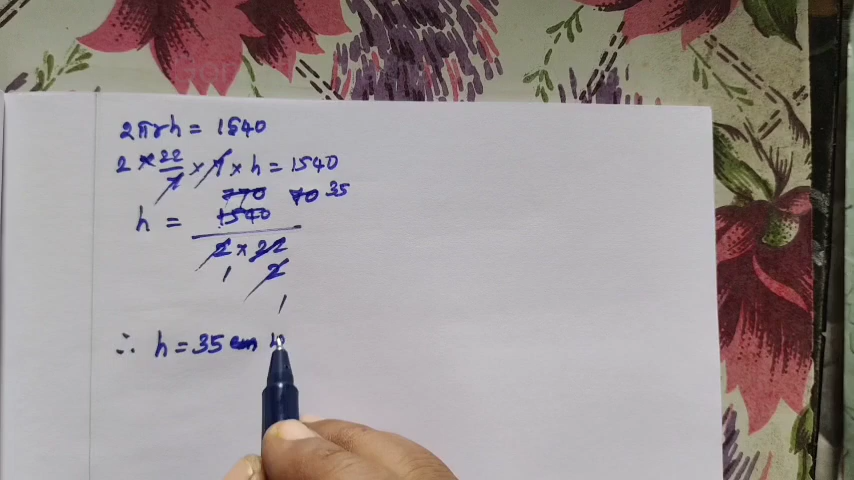 2πrh = 1540
2 × 22/7 × 7 × h = 1540
770 70 35
h = 1540
2 × 22
1 2
1
∴ h = 35 cm